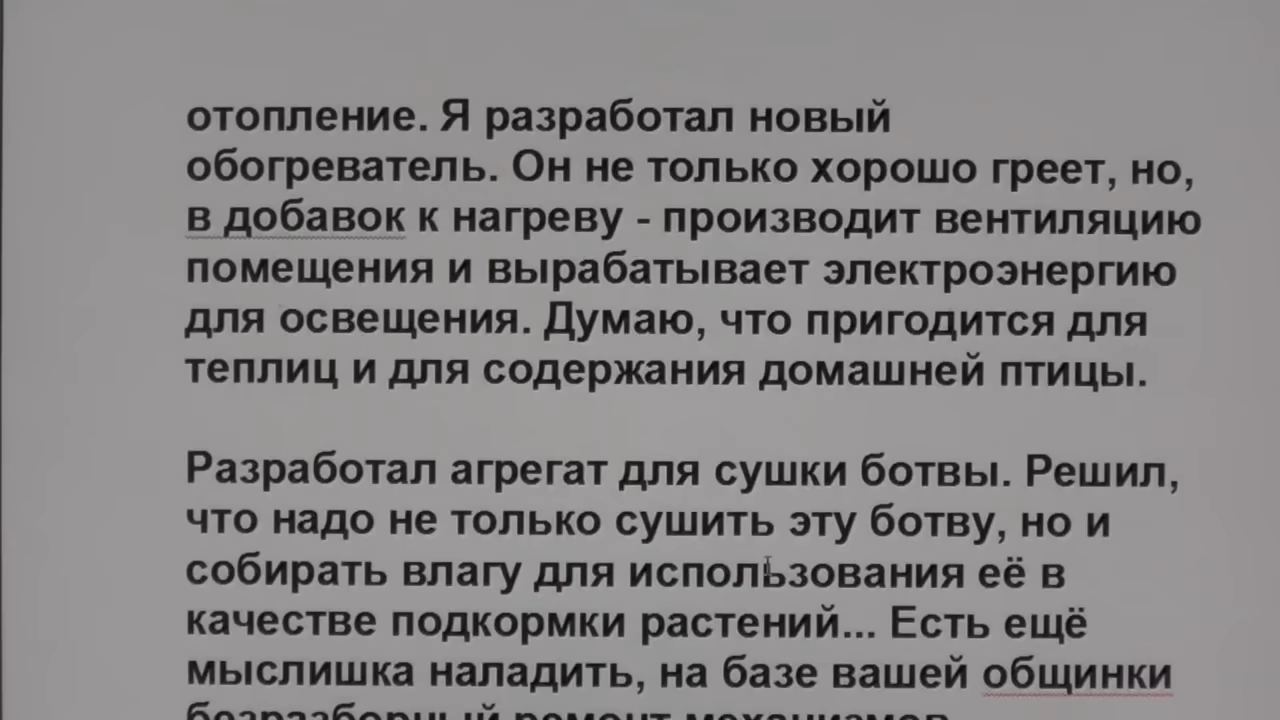 отопление. Я разработал новый
обогреватель. Он не только хорошо греет, но,
в добавок к нагреву - производит вентиляцию
помещения и вырабатывает электроэнергию
для освещения. Думаю, что пригодится для
теплиц и для содержания домашней птицы.
Разработал агрегат для сушки ботвы. Решил,
что надо не только сушить эту ботву, но и
собирать влагу для использования её в
качестве подкормки растений... Есть ещё
мыслишка наладить, на базе вашей общинки
безразборный ремонт механизмов